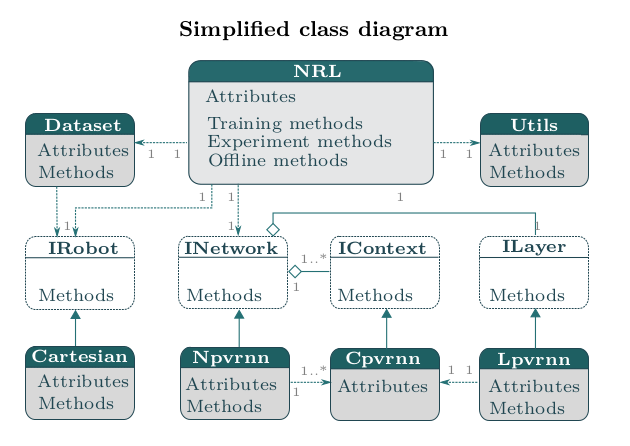 Simplified class diagram
NRL
Attributes
Training methods
Experiment methods
Offline methods
Dataset
Attributes
Methods
Utils
Attributes
Methods
1 1
1 1
1 1 1
1 1 1
IRobot
Methods
INetwork
Methods
1..*
1
IContext
Methods
ILayer
Methods
Cartesian
Attributes
Methods
Npvrnn
Attributes
Methods
1..*
1
Cpvrnn
Attributes
1 1
Lpvrnn
Attributes
Methods